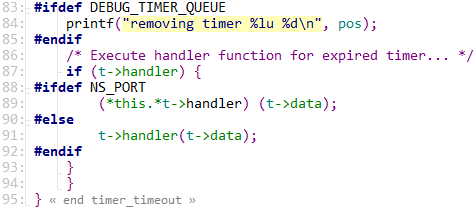 83: #ifdef DEBUG_TIMER_QUEUE
84: printf("removing timer %lu %d\n", pos);
85: #endif
86: /* Execute handler function for expired timer... */
87: if (t->handler) {
88: #ifdef NS_PORT
89: (*this.*t->handler) (t->data);
90: #else
91: t->handler(t->data);
92: #endif
93: }
94: }
95: } « end timer_timeout »